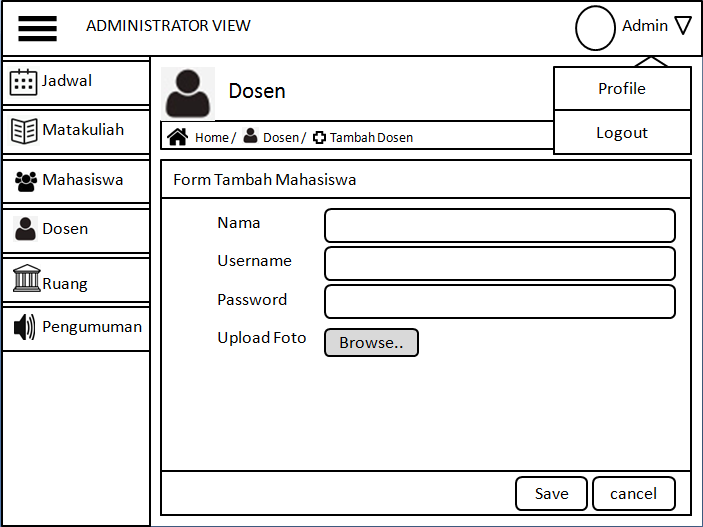 ADMINISTRATOR VIEW
Admin
Profile
Logout
Jadwal
Matakuliah
Mahasiswa
Dosen
Ruang
Pengumuman
Dosen
Home / Dosen / Tambah Dosen
Form Tambah Mahasiswa
Nama
Username
Password
Upload Foto Browse..
Save cancel